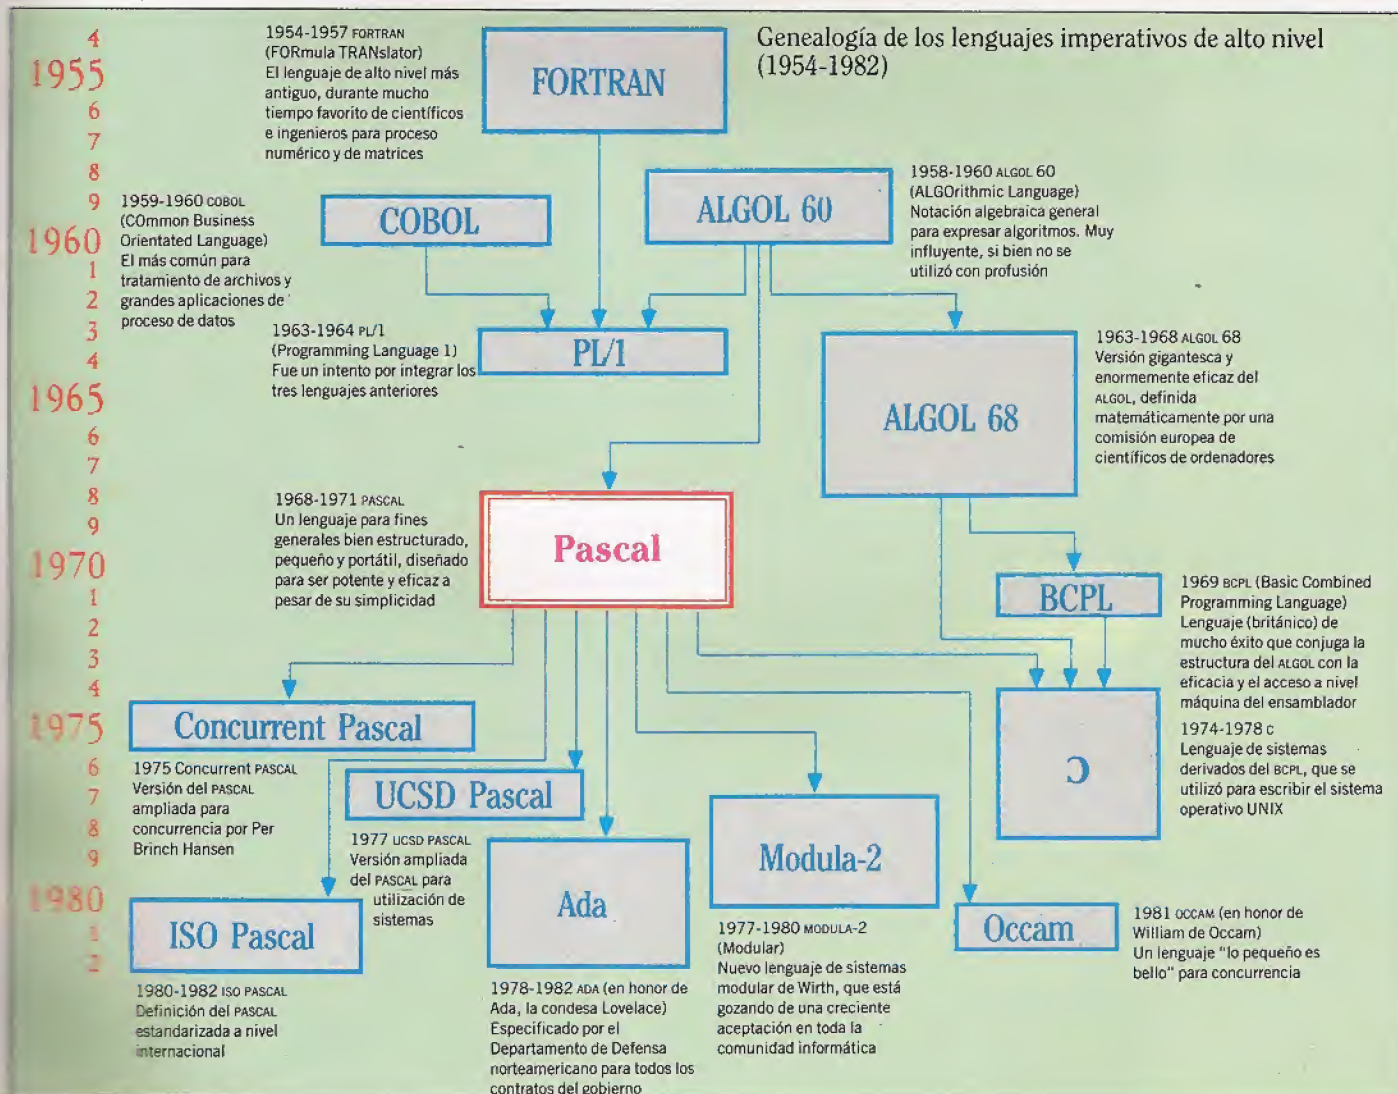 Genealogía de los lenguajes imperativos de alto nivel
(1954-1982)
4
1955
6
7
8
9
1960
1
2
3
4
1965
6
7
8
9
1970
1
2
3
4
1975
6
7
8
9
1980
1
2
1954-1957 FORTRAN
(FORmula TRANslator)
El lenguaje de alto nivel más
antiguo, durante mucho
tiempo favorito de científicos
e ingenieros para proceso
numérico y de matrices
FORTRAN
1959-1960 COBOL
(COmmon Business
Orientated Language)
El más común para
tratamiento de archivos y
grandes aplicaciones de
proceso de datos
COBOL
ALGOL 60
1958-1960 ALGOL 60
(ALGOrithmic Language)
Notación algebraica general
para expresar algoritmos. Muy
influyente, si bien no se
utilizó con profusión
1963-1964 PL/1
(Programming Language 1)
Fue un intento por integrar los
tres lenguajes anteriores
PL/1
ALGOL 68
1963-1968 ALGOL 68
Versión gigantesca y
enormemente eficaz del
ALGOL, definida
matemáticamente por una
comisión europea de
científicos de ordenadores
1968-1971 PASCAL
Un lenguaje para fines
generales bien estructurado,
pequeño y portátil, diseñado
para ser potente y eficaz a
pesar de su simplicidad
Pascal
BCPL
1969 BCPL (Basic Combined
Programming Language)
Lenguaje (británico) de
mucho éxito que conjuga la
estructura del ALGOL con la
eficacia y el acceso a nivel
máquina del ensamblador
Concurrent Pascal
1975 Concurrent PASCAL
Versión del PASCAL
ampliada para
concurrencia por Per
Brinch Hansen
UCSD Pascal
1977 UCSD PASCAL
Versión ampliada
del PASCAL para
utilización de
sistemas
C
1974-1978 C
Lenguaje de sistemas
derivados del BCPL, que se
utilizó para escribir el sistema
operativo UNIX
ISO Pascal
1980-1982 ISO PASCAL
Definición del PASCAL
estandarizada a nivel
internacional
Ada
1978-1982 ADA (en honor de
Ada, la condesa Lovelace)
Especificado por el
Departamento de Defensa
norteamericano para todos los
contratos del gobierno
Modula-2
1977-1980 MODULA-2
(Modular)
Nuevo lenguaje de sistemas
modular de Wirth, que está
gozando de una creciente
aceptación en toda la
comunidad informática
Occam
1981 OCCAM (en honor de
William de Occam)
Un lenguaje "lo pequeño es
bello" para concurrencia